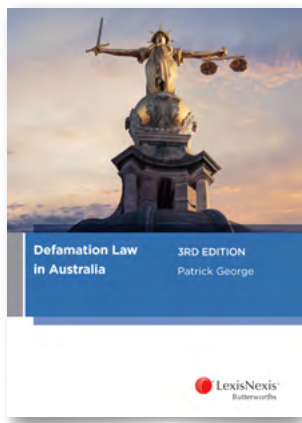 Defamation Law
in Australia
3RD EDITION
Patrick George
LexisNexis
Butterworths